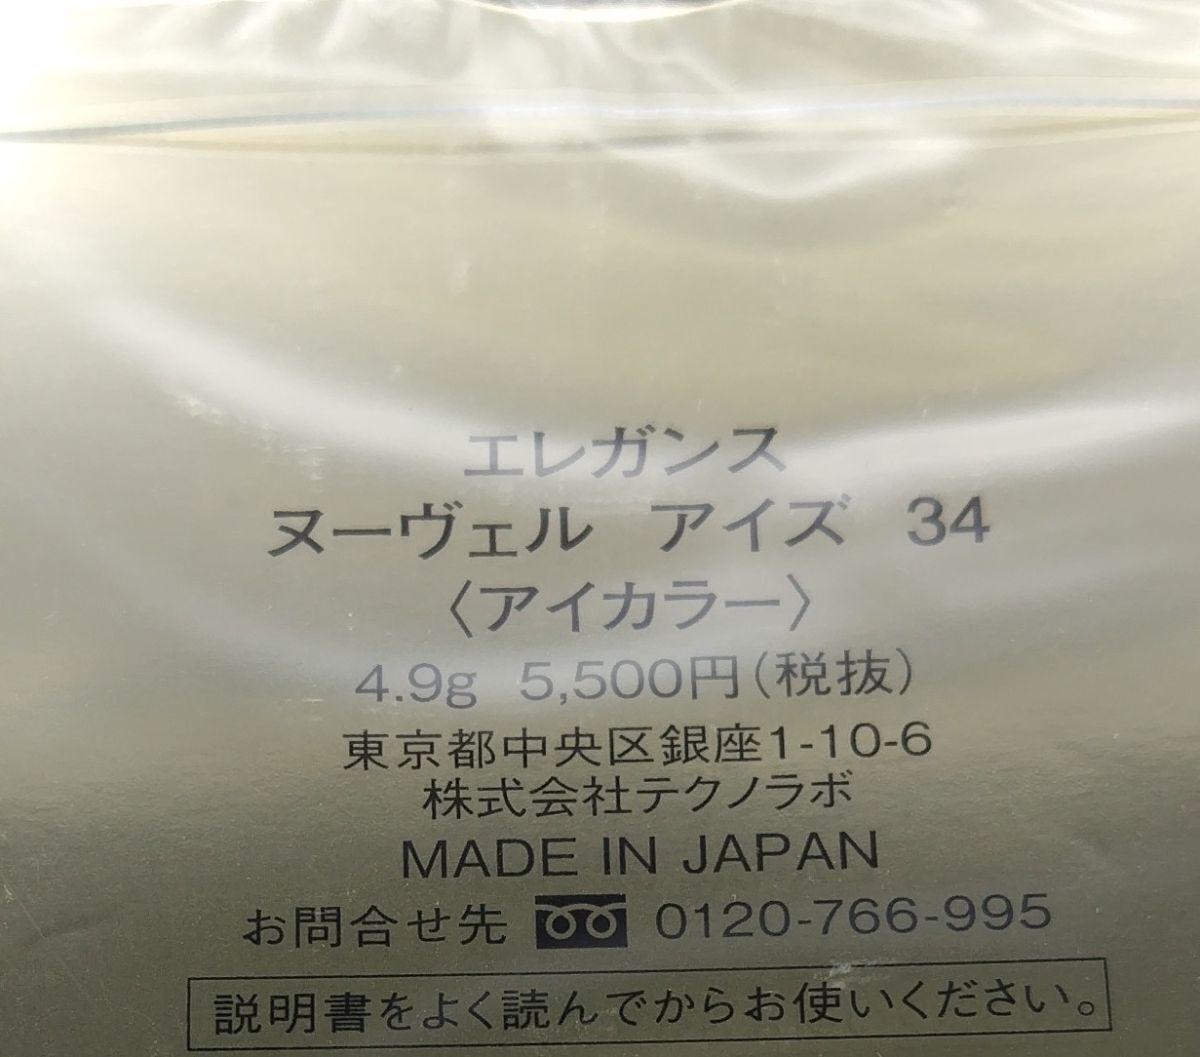 エレガンス
ヌーヴェル アイズ 34
〈アイカラー〉
4.9g 5,500円(税抜)
東京都中央区銀座1-10-6
株式会社テクノラボ
MADE IN JAPAN
お問合せ先 0120-766-995
説明書をよく読んでからお使いください。